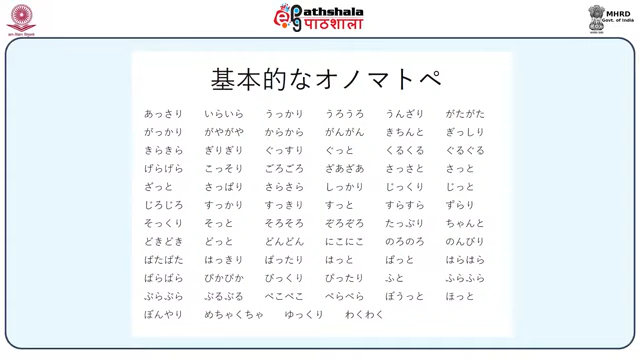 ePathshala
पाठशाला
MHRD
Govt. of India
基本的なオノマトペ
あっさり いらいら うっかり うろうろ うんざり がたがた
がっかり がやがや からから がんがん きちんと ぎっしり
きらきら ぎりぎり ぐっすり ぐっと くるくる ぐるぐる
げらげら こっそり ごろごろ ざあざあ さっさと さっと
ざっと さっぱり さらさら しっかり じっくり じっと
じろじろ すっかり すっきり すっと すらすら ずらり
そっくり そっと そろそろ ぞろぞろ たっぷり ちゃんと
どきどき どっと どんどん にこにこ のろのろ のんびり
ばたばた はっきり ばったり はっと ぱっと はらはら
ばらばら ぴかぴか びっくり ぴったり ふと ふらふら
ぶらぶら ぶるぶる ぺこぺこ ぺらぺら ぼうっと ほっと
ぼんやり めちゃくちゃ ゆっくり わくわく